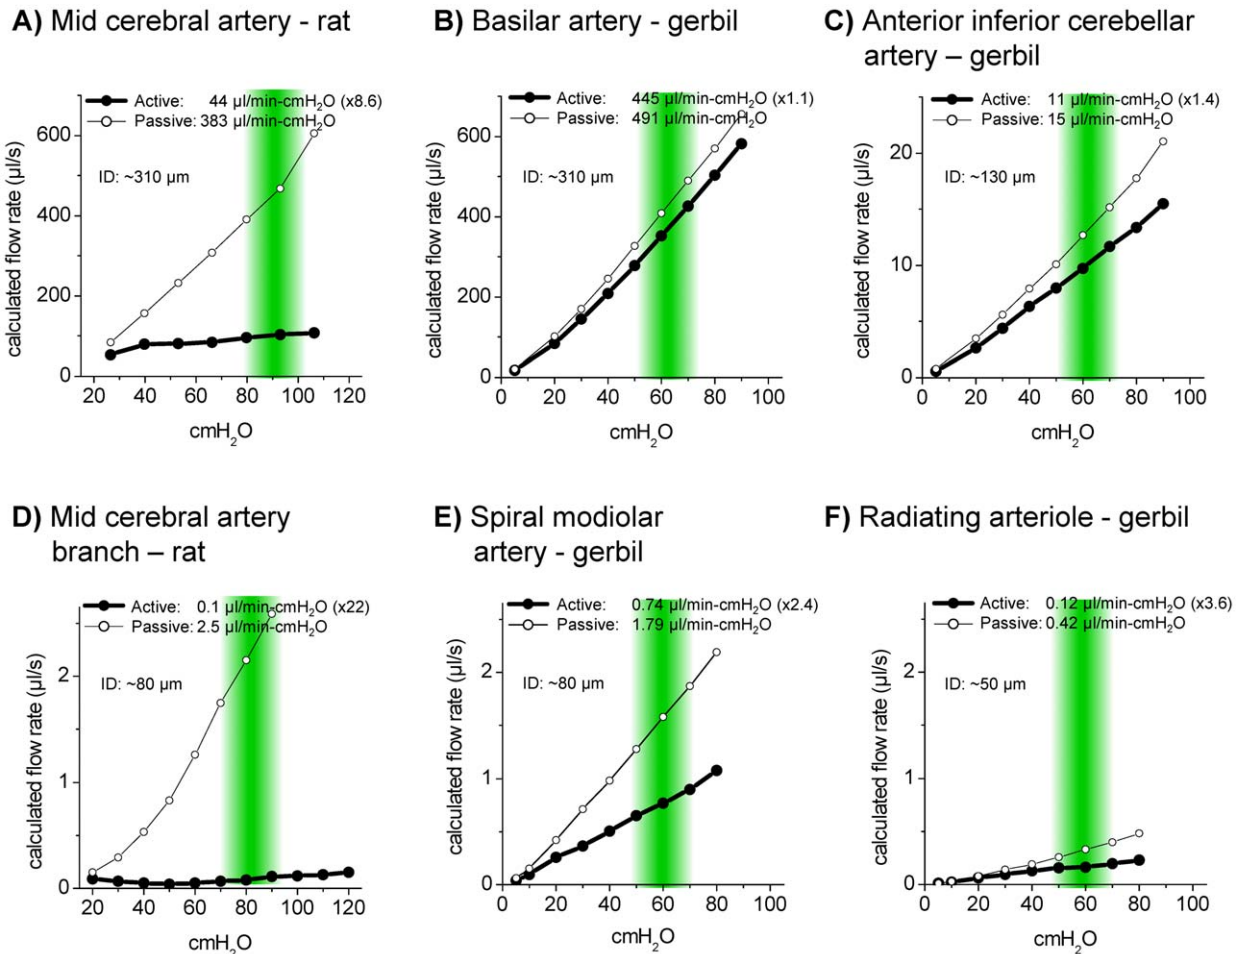 A) Mid cerebral artery - rat
Active: 44 µl/min-cmH₂O (x8.6)
Passive: 383 µl/min-cmH₂O
ID: ~310 µm
calculated flow rate (µl/s)
600
400
200
0
20 40 60 80 100 120
cmH₂O
B) Basilar artery - gerbil
Active: 445 µl/min-cmH₂O (x1.1)
Passive: 491 µl/min-cmH₂O
ID: ~310 µm
calculated flow rate (µl/s)
600
400
200
0
0 20 40 60 80 100
cmH₂O
C) Anterior inferior cerebellar
artery – gerbil
Active: 11 µl/min-cmH₂O (x1.4)
Passive: 15 µl/min-cmH₂O
ID: ~130 µm
calculated flow rate (µl/s)
20
10
0
0 20 40 60 80 100
cmH₂O
D) Mid cerebral artery
branch – rat
Active: 0.1 µl/min-cmH₂O (x22)
Passive: 2.5 µl/min-cmH₂O
ID: ~80 µm
calculated flow rate (µl/s)
2
1
0
20 40 60 80 100 120
cmH₂O
E) Spiral modiolar
artery - gerbil
Active: 0.74 µl/min-cmH₂O (x2.4)
Passive: 1.79 µl/min-cmH₂O
ID: ~80 µm
calculated flow rate (µl/s)
2
1
0
0 20 40 60 80 100
cmH₂O
F) Radiating arteriole - gerbil
Active: 0.12 µl/min-cmH₂O (x3.6)
Passive: 0.42 µl/min-cmH₂O
ID: ~50 µm
calculated flow rate (µl/s)
2
1
0
0 20 40 60 80 100
cmH₂O